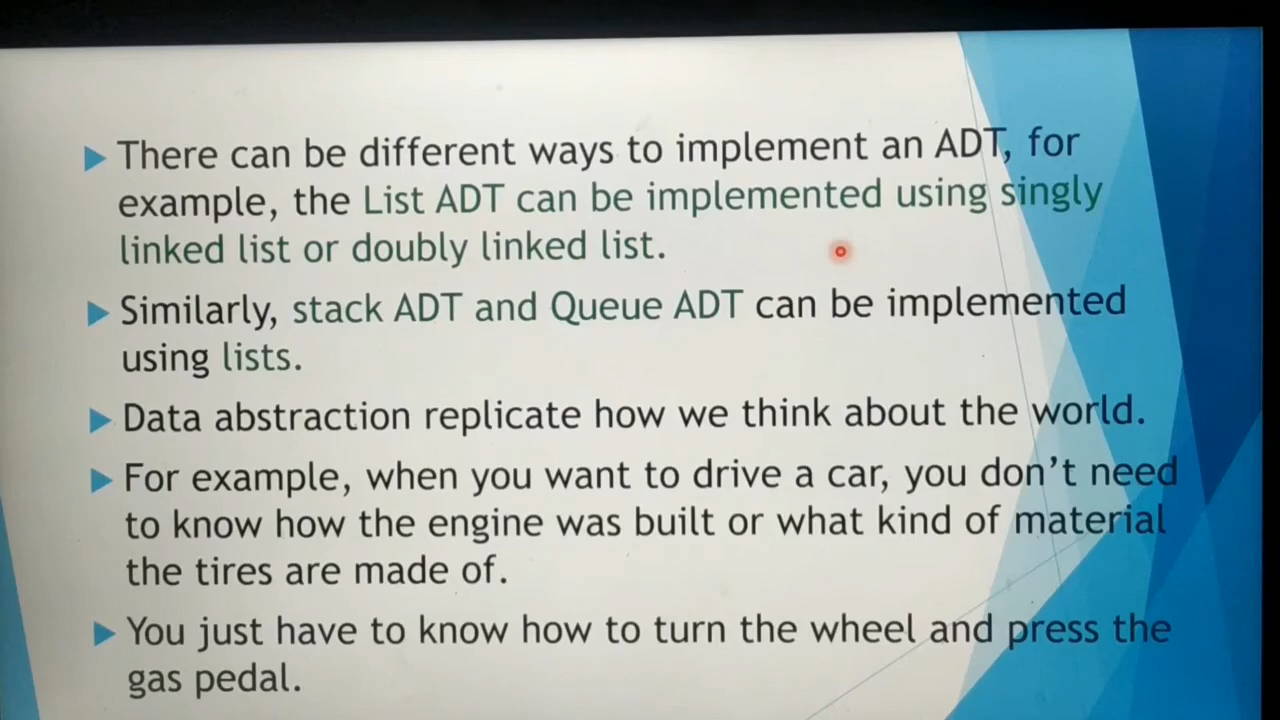 There can be different ways to implement an ADT, for
example, the List ADT can be implemented using singly
linked list or doubly linked list.
Similarly, stack ADT and Queue ADT can be implemented
using lists.
Data abstraction replicate how we think about the world.
For example, when you want to drive a car, you don't need
to know how the engine was built or what kind of material
the tires are made of.
You just have to know how to turn the wheel and press the
gas pedal.